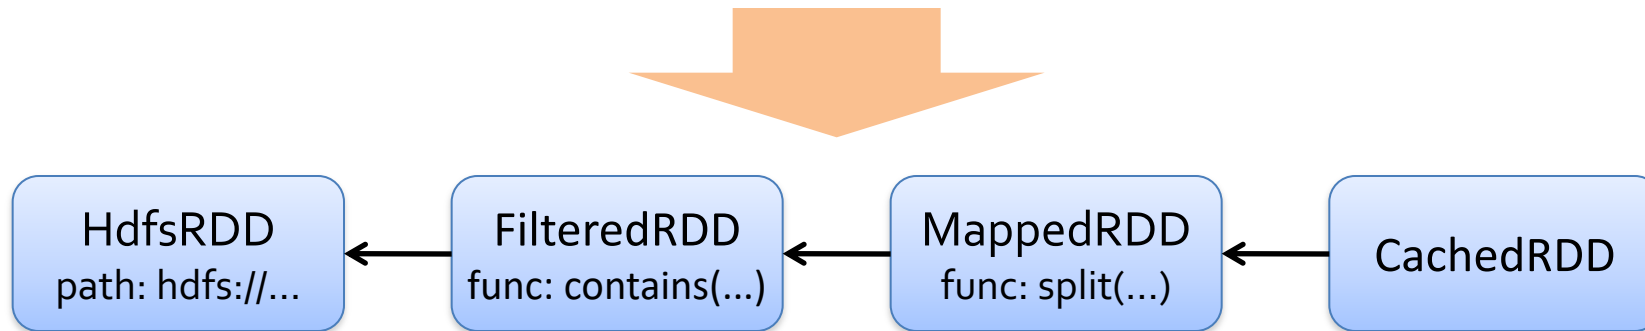 HdfsRDD
path: hdfs://...
FilteredRDD
func: contains(...)
MappedRDD
func: split(...)
CachedRDD